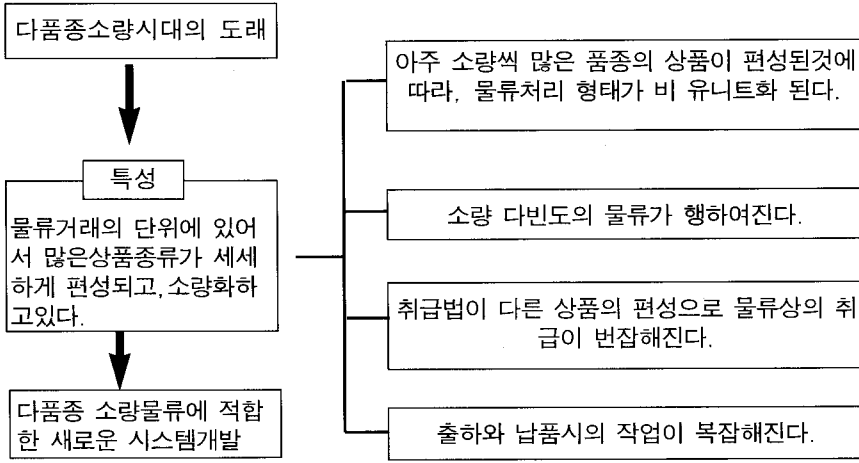 다품종소량시대의 도래
특성
물류거래의 단위에 있어
서 많은상품종류가 세세
하게 편성되고,소량화하
고있다.
다품종 소량물류에 적합
한 새로운 시스템개발
아주 소량씩 많은 품종의 상품이 편성된것에
따라, 물류처리 형태가 비 유니트화 된다.
소량 다빈도의 물류가 행하여진다.
취급법이 다른 상품의 편성으로 물류상의 취
급이 번잡해진다.
출하와 납품시의 작업이 복잡해진다.